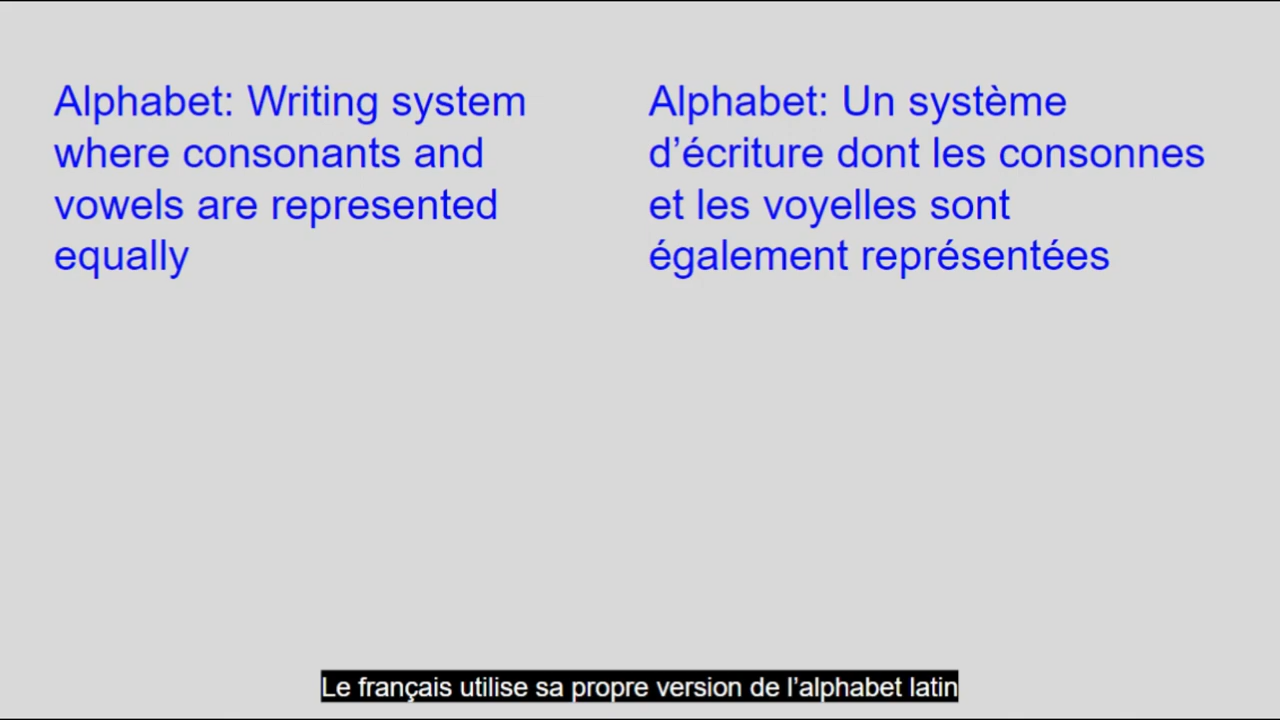 Alphabet: Writing system
where consonants and
vowels are represented
equally
Alphabet: Un système
d’écriture dont les consonnes
et les voyelles sont
également représentées
Le français utilise sa propre version de l’alphabet latin